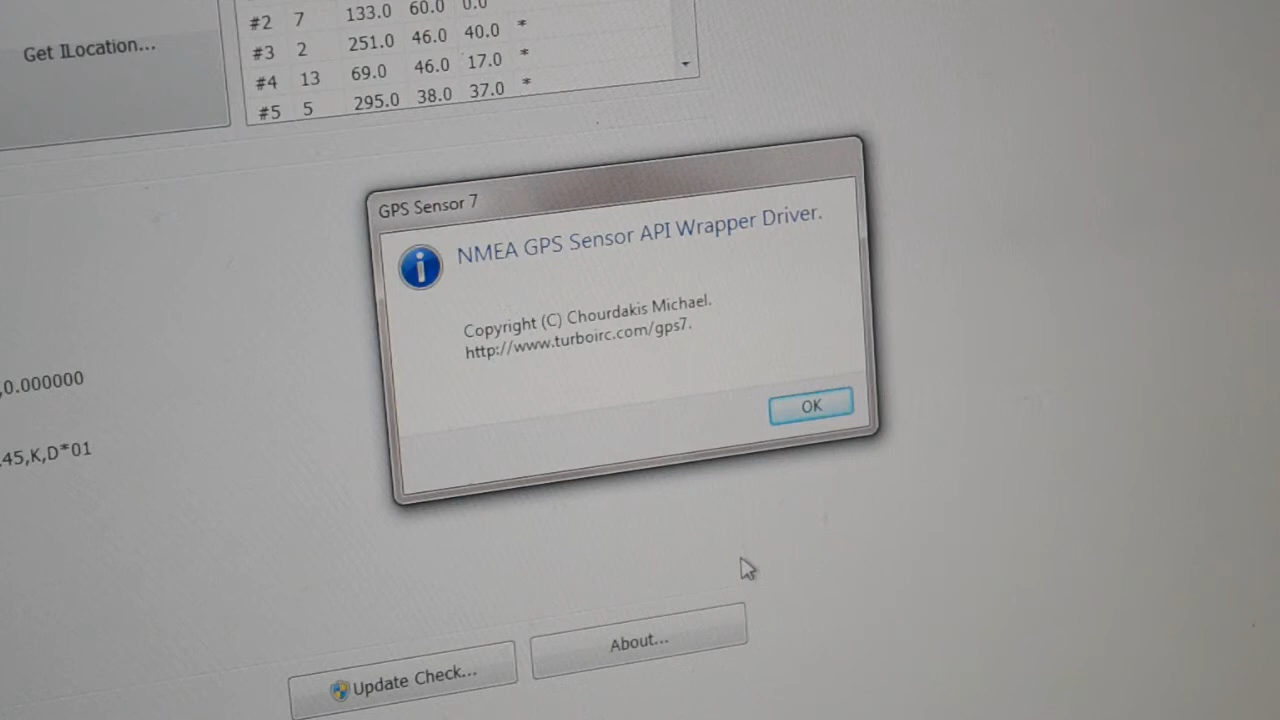 #2 7 133.0 60.0 0.0
Get ILocation...
#3 2 251.0 46.0 40.0 *
#4 13 69.0 46.0 17.0 *
#5 5 295.0 38.0 37.0 *
GPS Sensor 7
NMEA GPS Sensor API Wrapper Driver.
Copyright (C) Chourdakis Michael.
http://www.turboirc.com/gps7.
OK
,0.000000
.45,K,D*01
About...
Update Check...